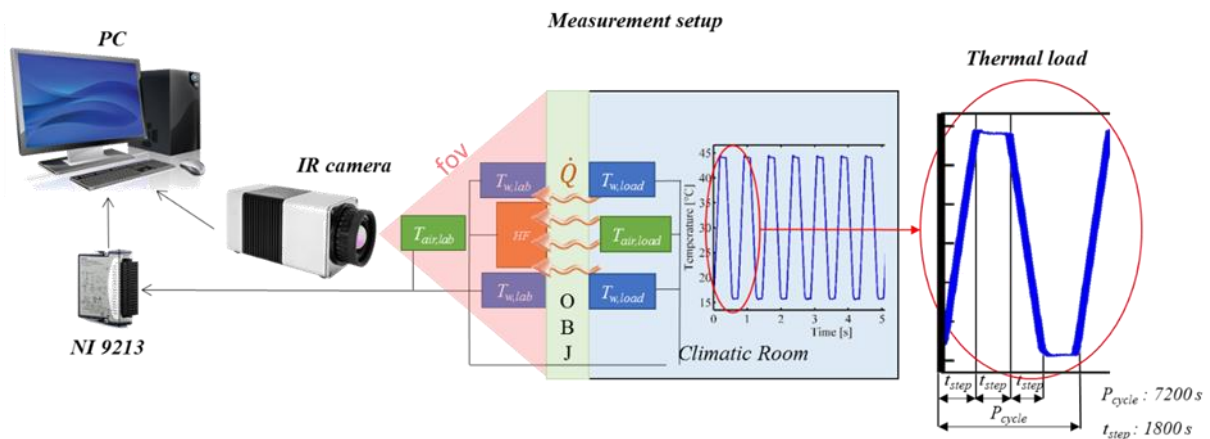 Measurement setup
PC
Thermal load
IR camera
fov
T_w,lab
Q̇
T_w,load
T_air,lab
HF
T_air,load
T_w,lab
T_w,load
O
B
J
Temperature [°C]
45
40
35
30
25
20
15
0 1 2 3 4 5
Time [s]
Climatic Room
NI 9213
t_step t_step t_step
P_cycle
P_cycle : 7200 s
t_step : 1800 s